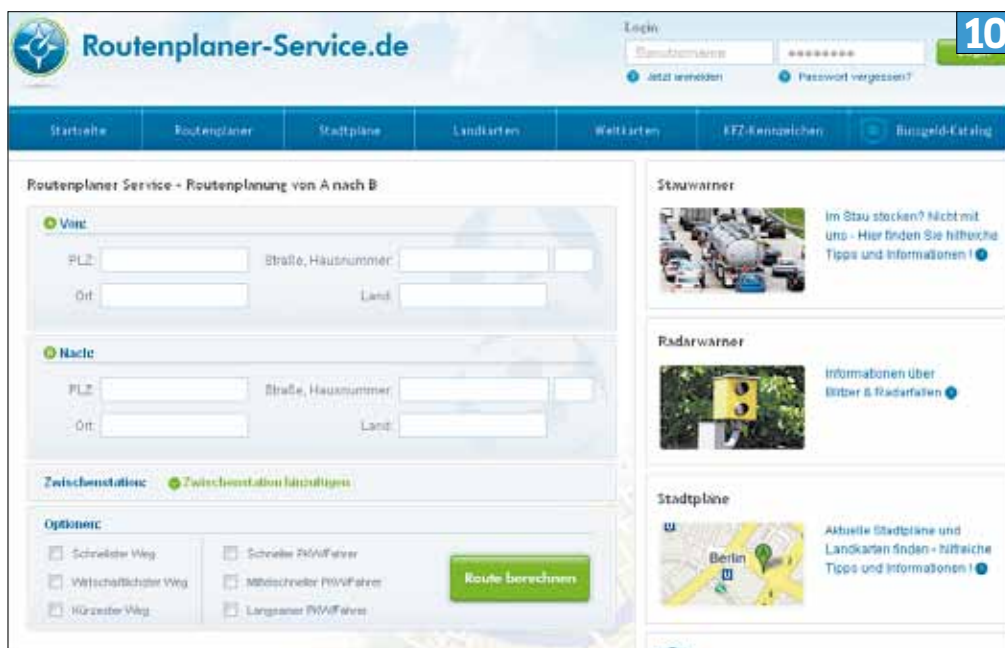 10
Routenplaner-Service.de
Login
Benutzername
Jetzt anmelden
Passwort vergessen?
Startseite Routenplaner Stadtpläne Landkarten Weltkarten KFZ-Kennzeichen Bussgeld-Katalog
Routenplaner Service - Routenplanung von A nach B
Von:
PLZ: Straße, Hausnummer:
Ort: Land:
Nach:
PLZ: Straße, Hausnummer:
Ort: Land:
Zwischenstation: Zwischenstation hinzufügen
Optionen:
Schnellster Weg Schneller PKW/Fahrer
Wirtschaftlichster Weg Mittelschneller PKW/Fahrer
Kürzester Weg Langsamer PKW/Fahrer
Route berechnen
Stauwarner
Im Stau stecken? Nicht mit
uns - Hier finden Sie hilfreiche
Tipps und Informationen !
Radarwarner
Informationen über
Blitzer & Radarfallen
Stadtpläne
Berlin
Aktuelle Stadtpläne und
Landkarten finden - hilfreiche
Tipps und Informationen !